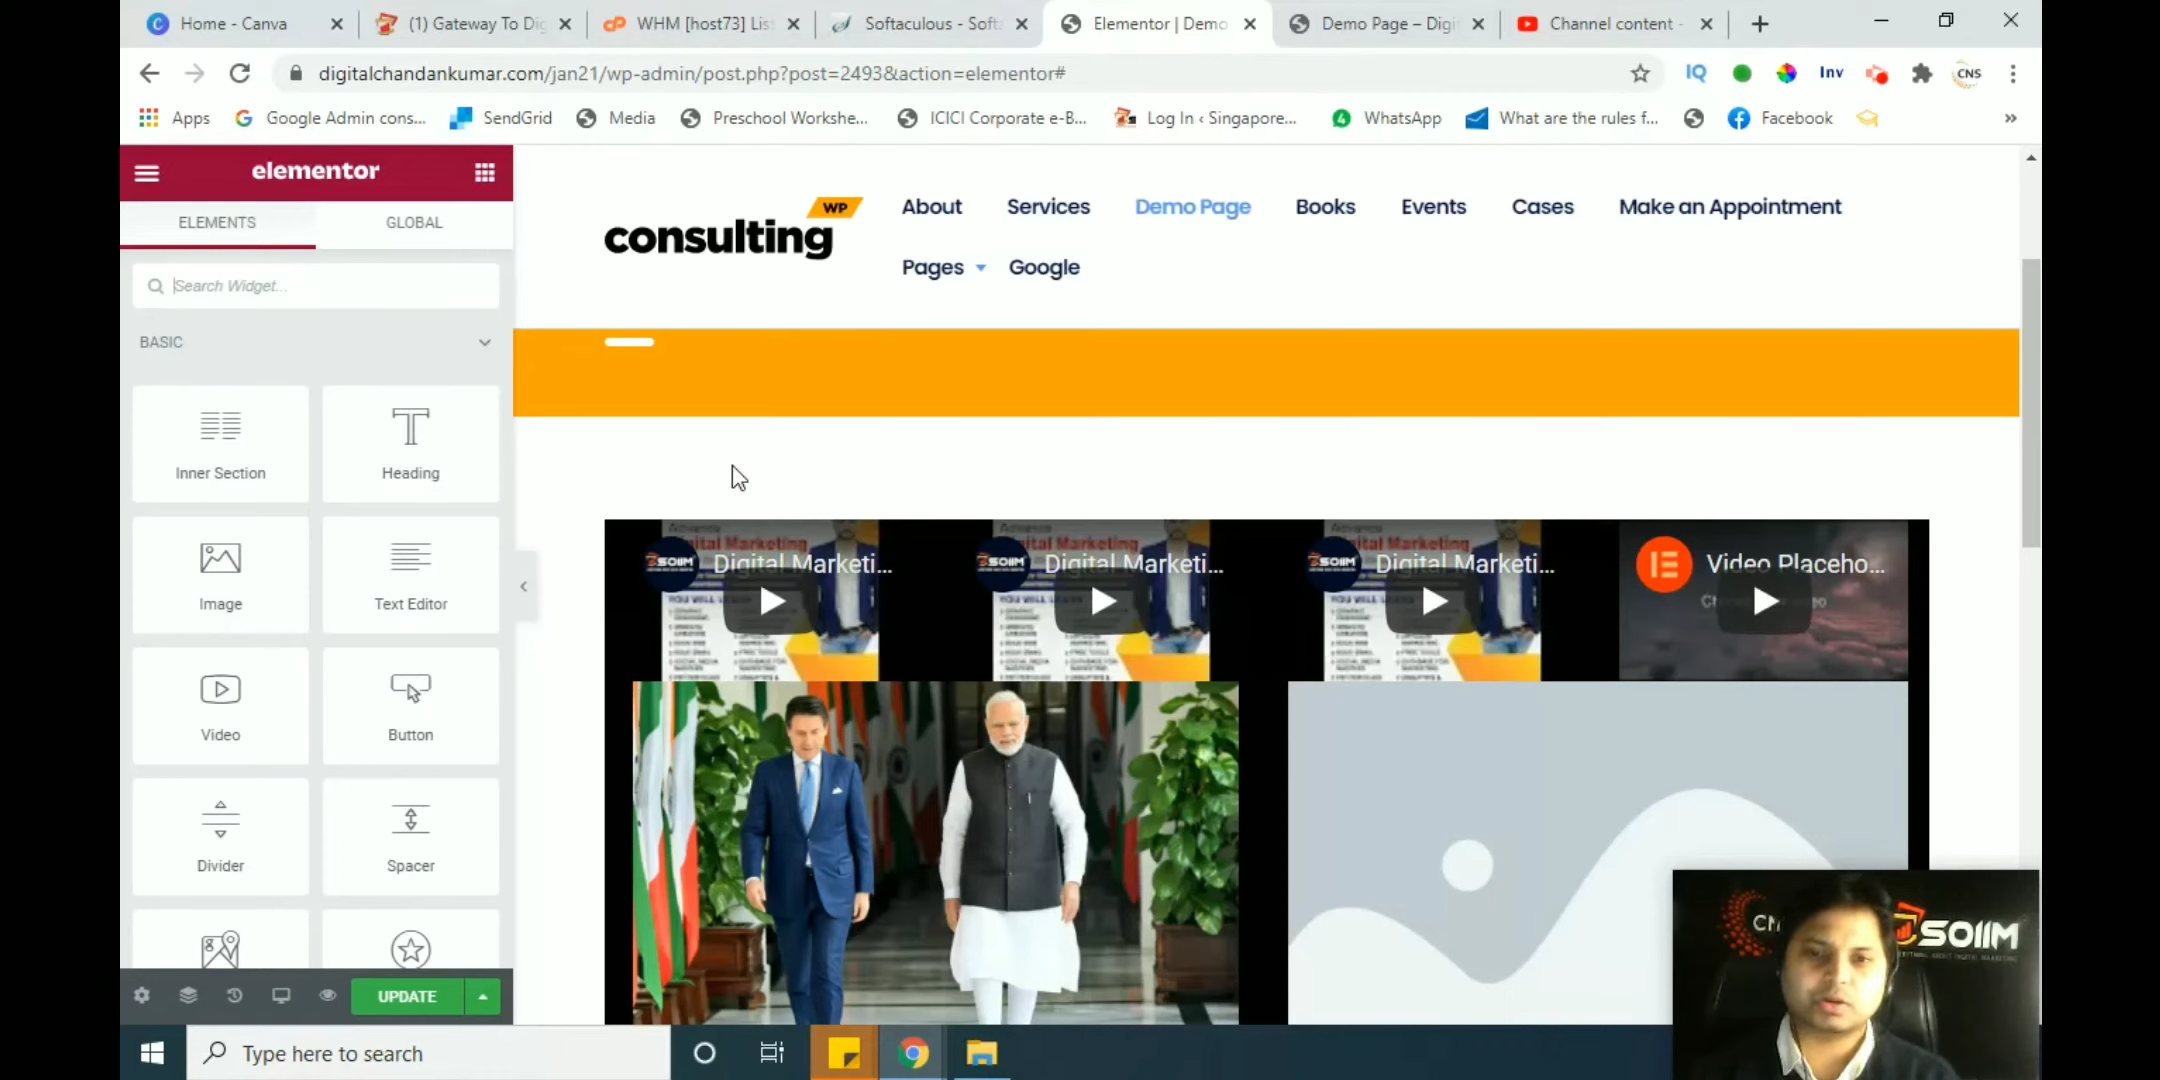 Home - Canva
(1) Gateway To Dig
WHM [host73] Lis
Softaculous - Soft
Elementor | Demo
Demo Page – Digi
Channel content -
digitalchandankumar.com/jan21/wp-admin/post.php?post=2493&action=elementor#
IQ
Inv
CNS
Apps
Google Admin cons...
SendGrid
Media
Preschool Workshe...
ICICI Corporate e-B...
Log In ‹ Singapore...
WhatsApp
What are the rules f...
Facebook
»
elementor
ELEMENTS
GLOBAL
Search Widget...
BASIC
Inner Section
Heading
Image
Text Editor
Video
Button
Divider
Spacer
UPDATE
WP
consulting
About
Services
Demo Page
Books
Events
Cases
Make an Appointment
Pages
Google
Digital Marketi...
Digital Marketi...
Digital Marketi...
Video Placeho...
SOIIM
Type here to search